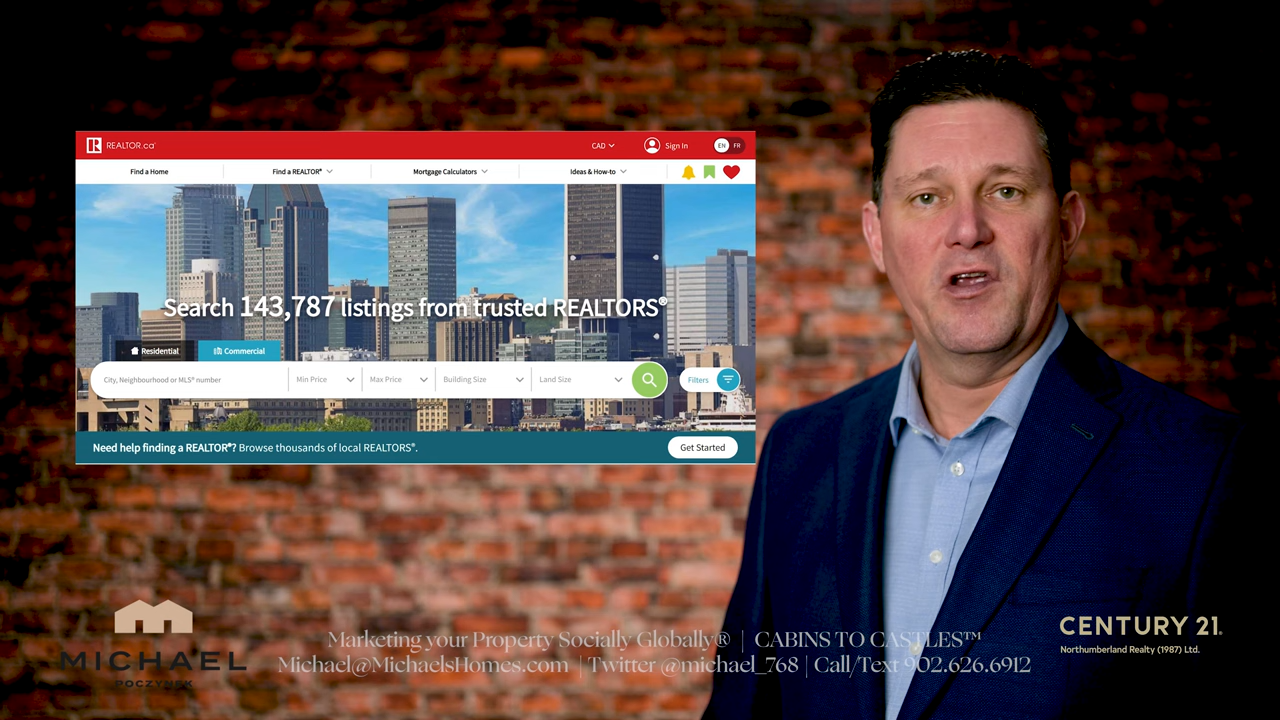 REALTOR.ca®
CAD
Sign In
EN FR
Find a Home
Find a REALTOR®
Mortgage Calculators
Ideas & How-to
Search 143,787 listings from trusted REALTORS®
Residential
Commercial
City, Neighbourhood or MLS® number
Min Price
Max Price
Building Size
Land Size
Filters
Need help finding a REALTOR®? Browse thousands of local REALTORS®.
Get Started
MICHAEL
POCZYNEK
Marketing your Property Socially Globally® | CABINS TO CASTLES™
Michael@MichaelsHomes.com | Twitter @michael_768 | Call/Text 902.626.6912
CENTURY 21®
Northumberland Realty (1987) Ltd.